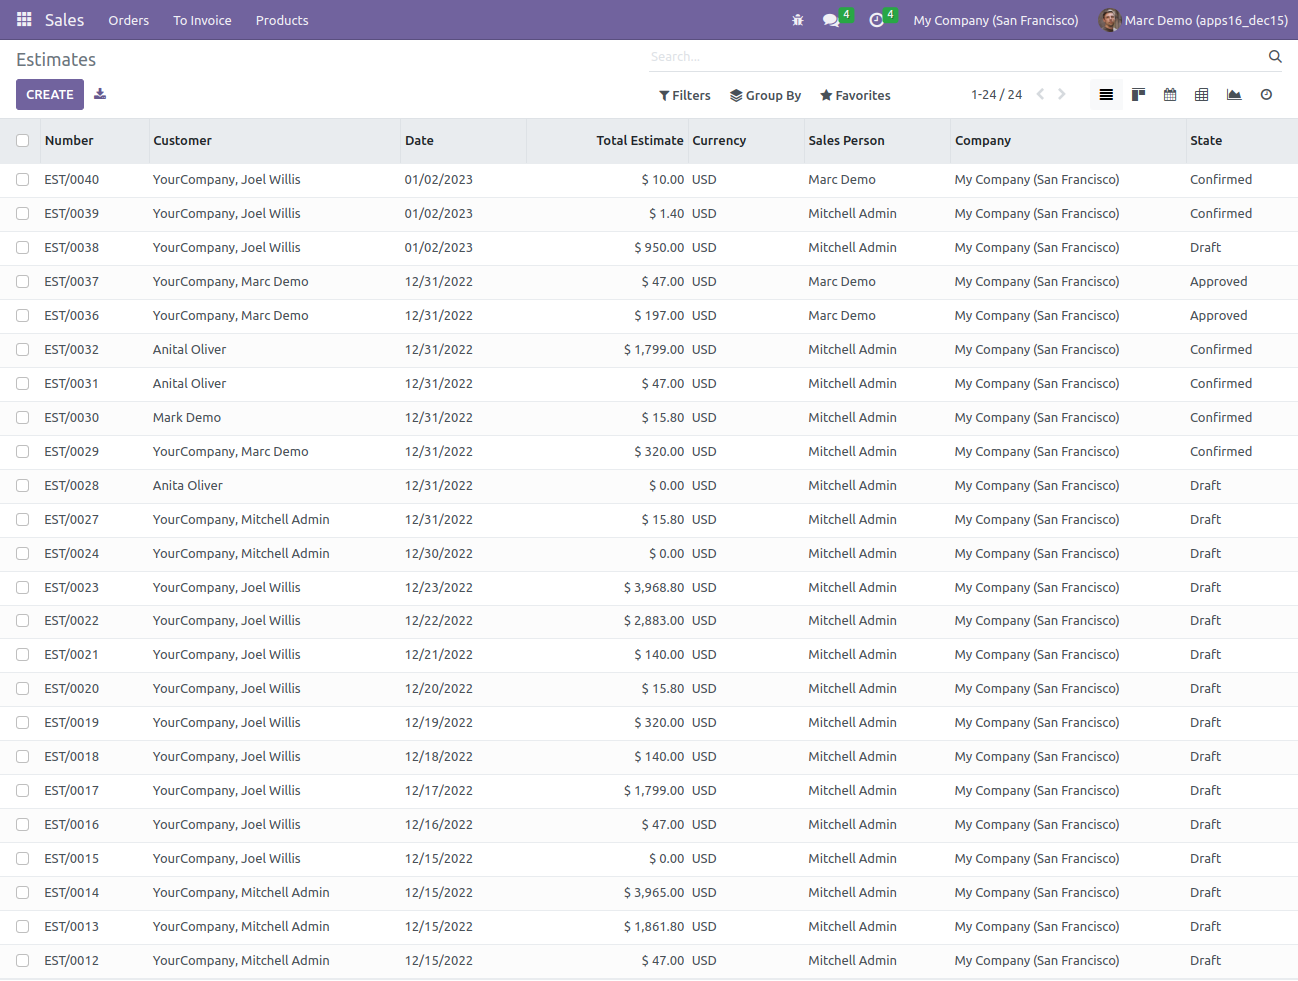 Sales Orders To Invoice Products 4 4 My Company (San Francisco) Marc Demo (apps16_dec15)
Estimates Search...
CREATE Filters Group By Favorites 1-24 / 24
Number Customer Date Total Estimate Currency Sales Person Company State
EST/0040 YourCompany, Joel Willis 01/02/2023 $ 10.00 USD Marc Demo My Company (San Francisco) Confirmed
EST/0039 YourCompany, Joel Willis 01/02/2023 $ 1.40 USD Mitchell Admin My Company (San Francisco) Confirmed
EST/0038 YourCompany, Joel Willis 01/02/2023 $ 950.00 USD Mitchell Admin My Company (San Francisco) Draft
EST/0037 YourCompany, Marc Demo 12/31/2022 $ 47.00 USD Marc Demo My Company (San Francisco) Approved
EST/0036 YourCompany, Marc Demo 12/31/2022 $ 197.00 USD Marc Demo My Company (San Francisco) Approved
EST/0032 Anital Oliver 12/31/2022 $ 1,799.00 USD Mitchell Admin My Company (San Francisco) Confirmed
EST/0031 Anital Oliver 12/31/2022 $ 47.00 USD Mitchell Admin My Company (San Francisco) Confirmed
EST/0030 Mark Demo 12/31/2022 $ 15.80 USD Mitchell Admin My Company (San Francisco) Confirmed
EST/0029 YourCompany, Marc Demo 12/31/2022 $ 320.00 USD Mitchell Admin My Company (San Francisco) Confirmed
EST/0028 Anita Oliver 12/31/2022 $ 0.00 USD Mitchell Admin My Company (San Francisco) Draft
EST/0027 YourCompany, Mitchell Admin 12/31/2022 $ 15.80 USD Mitchell Admin My Company (San Francisco) Draft
EST/0024 YourCompany, Mitchell Admin 12/30/2022 $ 0.00 USD Mitchell Admin My Company (San Francisco) Draft
EST/0023 YourCompany, Joel Willis 12/23/2022 $ 3,968.80 USD Mitchell Admin My Company (San Francisco) Draft
EST/0022 YourCompany, Joel Willis 12/22/2022 $ 2,883.00 USD Mitchell Admin My Company (San Francisco) Draft
EST/0021 YourCompany, Joel Willis 12/21/2022 $ 140.00 USD Mitchell Admin My Company (San Francisco) Draft
EST/0020 YourCompany, Joel Willis 12/20/2022 $ 15.80 USD Mitchell Admin My Company (San Francisco) Draft
EST/0019 YourCompany, Joel Willis 12/19/2022 $ 320.00 USD Mitchell Admin My Company (San Francisco) Draft
EST/0018 YourCompany, Joel Willis 12/18/2022 $ 140.00 USD Mitchell Admin My Company (San Francisco) Draft
EST/0017 YourCompany, Joel Willis 12/17/2022 $ 1,799.00 USD Mitchell Admin My Company (San Francisco) Draft
EST/0016 YourCompany, Joel Willis 12/16/2022 $ 47.00 USD Mitchell Admin My Company (San Francisco) Draft
EST/0015 YourCompany, Joel Willis 12/15/2022 $ 0.00 USD Mitchell Admin My Company (San Francisco) Draft
EST/0014 YourCompany, Mitchell Admin 12/15/2022 $ 3,965.00 USD Mitchell Admin My Company (San Francisco) Draft
EST/0013 YourCompany, Mitchell Admin 12/15/2022 $ 1,861.80 USD Mitchell Admin My Company (San Francisco) Draft
EST/0012 YourCompany, Mitchell Admin 12/15/2022 $ 47.00 USD Mitchell Admin My Company (San Francisco) Draft